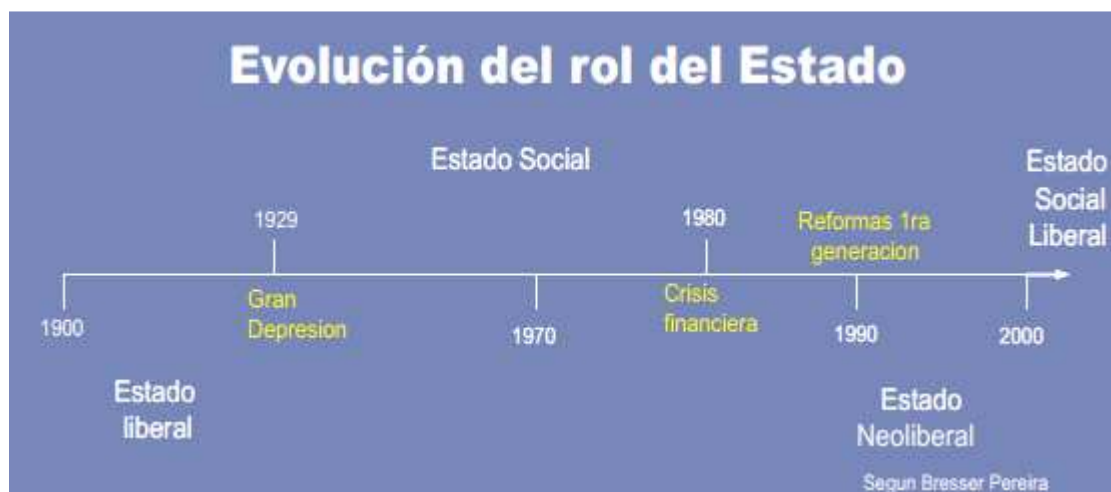 Evolución del rol del Estado
Estado Social
Estado
Social
Liberal
1929
1980
Reformas 1ra
generacion
Gran
Depresion
Crisis
financiera
1900
1970
1990
2000
Estado
liberal
Estado
Neoliberal
Segun Bresser Pereira